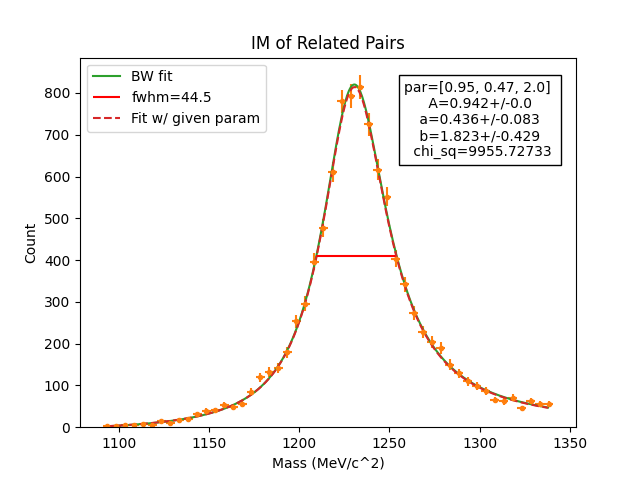 IM of Related Pairs
BW fit
fwhm=44.5
Fit w/ given param
par=[0.95, 0.47, 2.0]
A=0.942+/-0.0
a=0.436+/-0.083
b=1.823+/-0.429
chi_sq=9955.72733
Count
800
700
600
500
400
300
200
100
0
1100 1150 1200 1250 1300 1350
Mass (MeV/c^2)